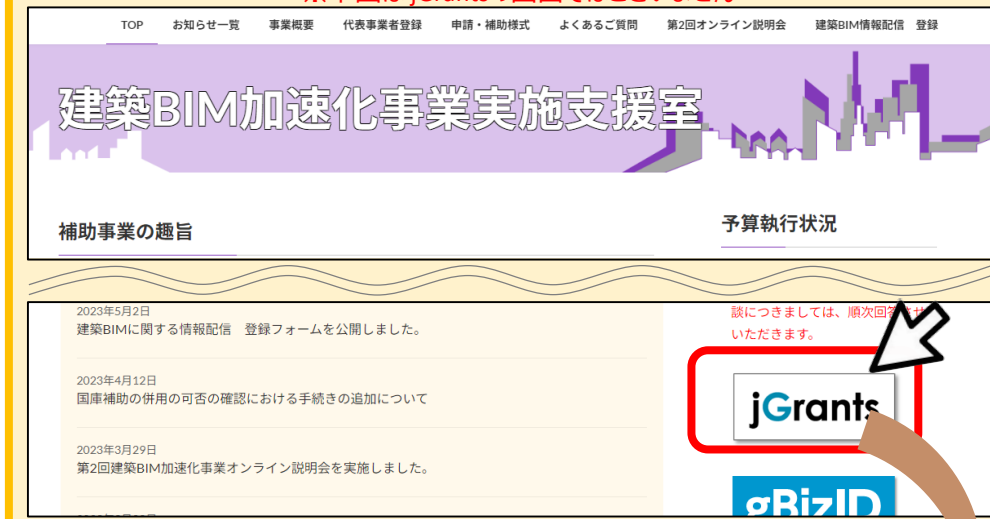 TOP お知らせ一覧 事業概要 代表事業者登録 申請・補助様式 よくあるご質問 第2回オンライン説明会 建築BIM情報配信 登録
建築BIM加速化事業実施支援室
補助事業の趣旨
予算執行状況
2023年5月2日
建築BIMに関する情報配信 登録フォームを公開しました。
2023年4月12日
国庫補助の併用の可否の確認における手続きの追加について
2023年3月29日
第2回建築BIM加速化事業オンライン説明会を実施しました。
談につきましては、順次回答させ
いただきます。
jGrants
gBizID